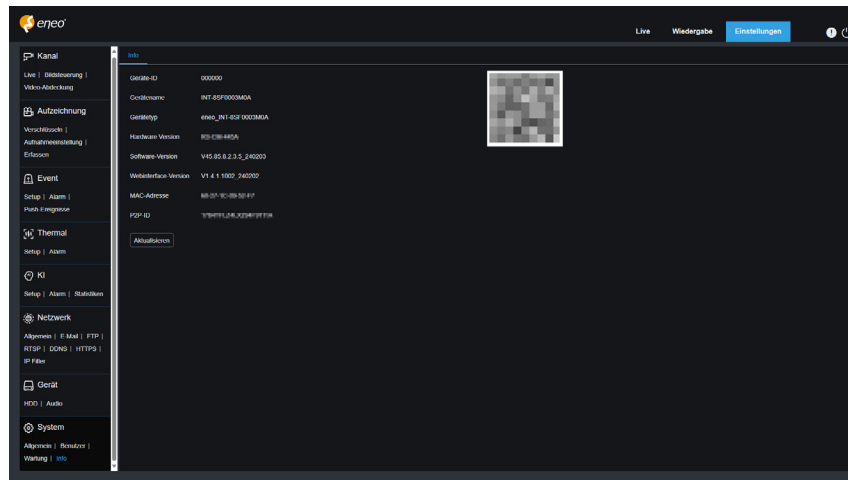 eneo
Live Wiedergabe Einstellungen
Kanal
Live | Bildsteuerung |
Video-Abdeckung
Aufzeichnung
Verschlüsseln |
Aufnahmeeinstellung |
Erfassen
Event
Setup | Alarm |
Push-Ereignisse
Thermal
Setup | Alarm
KI
Setup | Alarm | Statistiken
Netzwerk
Allgemein | E-Mail | FTP |
RTSP | DDNS | HTTPS |
IP Filter
Gerät
HDD | Audio
System
Allgemein | Benutzer |
Wartung | Info
Info
Geräte-ID 000000
Gerätename INT-8SF0003M0A
Gerätetyp eneo_INT-8SF0003M0A
Hardware Version
Software-Version V45.85.8.2.3.5_240203
Webinterface-Version V1.4.1.1002_240202
MAC-Adresse
P2P-ID
Aktualisieren